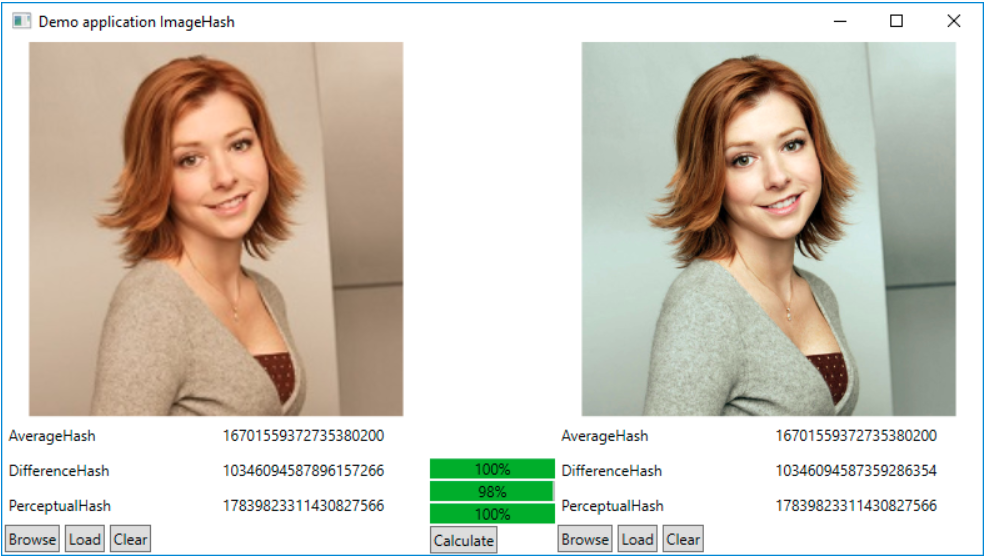 Demo application ImageHash
AverageHash 16701559372735380200
DifferenceHash 10346094587896157266
PerceptualHash 17839823311430827566
Browse Load Clear
100%
98%
100%
Calculate
AverageHash 16701559372735380200
DifferenceHash 10346094587359286354
PerceptualHash 17839823311430827566
Browse Load Clear